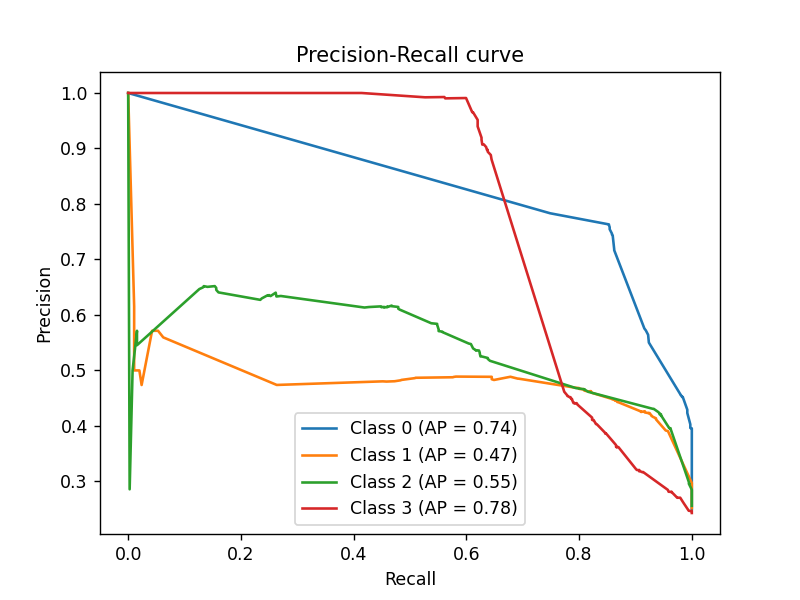 Precision-Recall curve
Precision
1.0
0.9
0.8
0.7
0.6
0.5
0.4
0.3
Class 0 (AP = 0.74)
Class 1 (AP = 0.47)
Class 2 (AP = 0.55)
Class 3 (AP = 0.78)
0.0 0.2 0.4 0.6 0.8 1.0
Recall